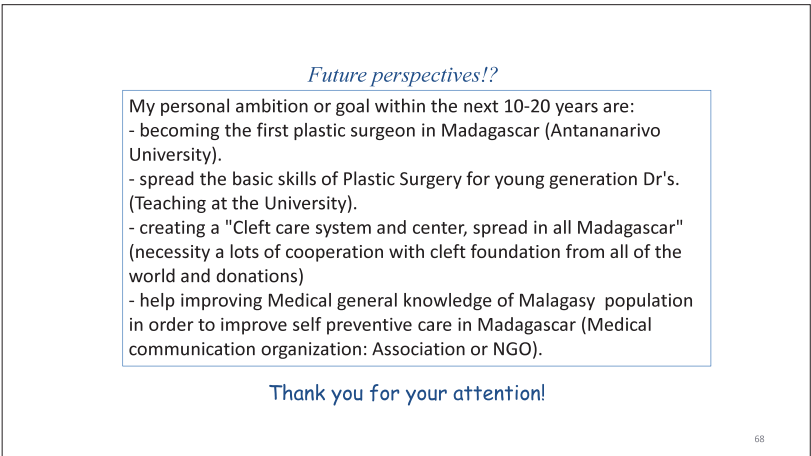 Future perspectives!?
My personal ambition or goal within the next 10-20 years are:
- becoming the first plastic surgeon in Madagascar (Antananarivo
University).
- spread the basic skills of Plastic Surgery for young generation Dr's.
(Teaching at the University).
- creating a "Cleft care system and center, spread in all Madagascar"
(necessity a lots of cooperation with cleft foundation from all of the
world and donations)
- help improving Medical general knowledge of Malagasy  population
in order to improve self preventive care in Madagascar (Medical
communication organization: Association or NGO).
Thank you for your attention!
68